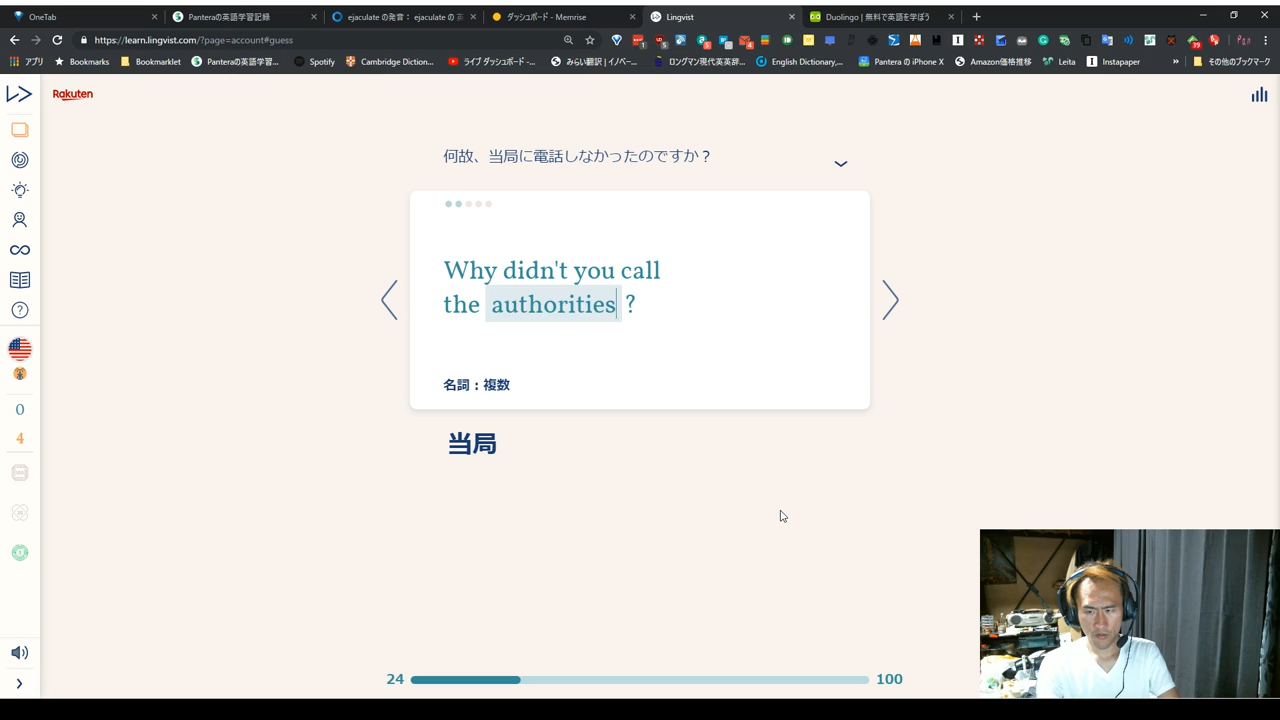 OneTab
Panteraの英語学習記録
ejaculate の発音： ejaculate の 英
ダッシュボード - Memrise
Lingvist
Duolingo | 無料で英語を学ぼう
https://learn.lingvist.com/?page=account#guess
アプリ
Bookmarks
Bookmarklet
Panteraの英語学習...
Spotify
Cambridge Diction...
ライブ ダッシュボード -...
みらい翻訳 | イノベー...
ロングマン現代英英辞...
English Dictionary,...
Pantera の iPhone X
Amazon価格推移
Leita
Instapaper
»
その他のブックマーク
Rakuten
何故、当局に電話しなかったのですか？
Why didn't you call
the authorities ?
名詞：複数
当局
0
4
24
100